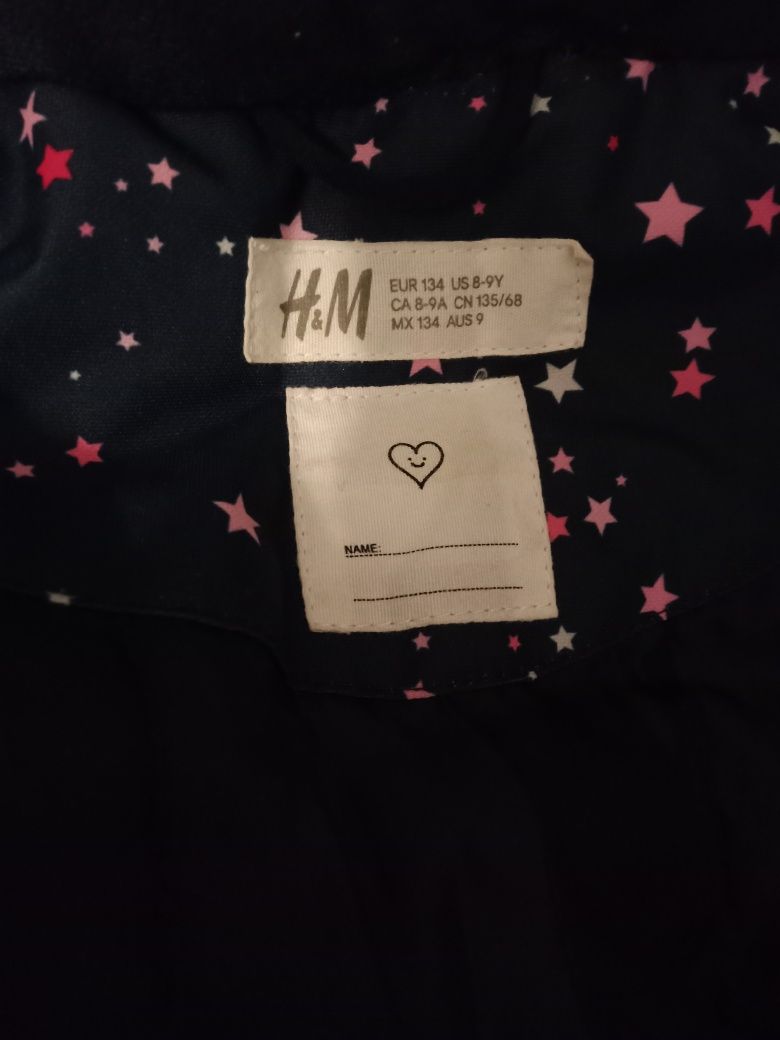 H&M
EUR 134 US 8-9Y
CA 8-9A CN 135/68
MX 134 AUS 9
NAME: